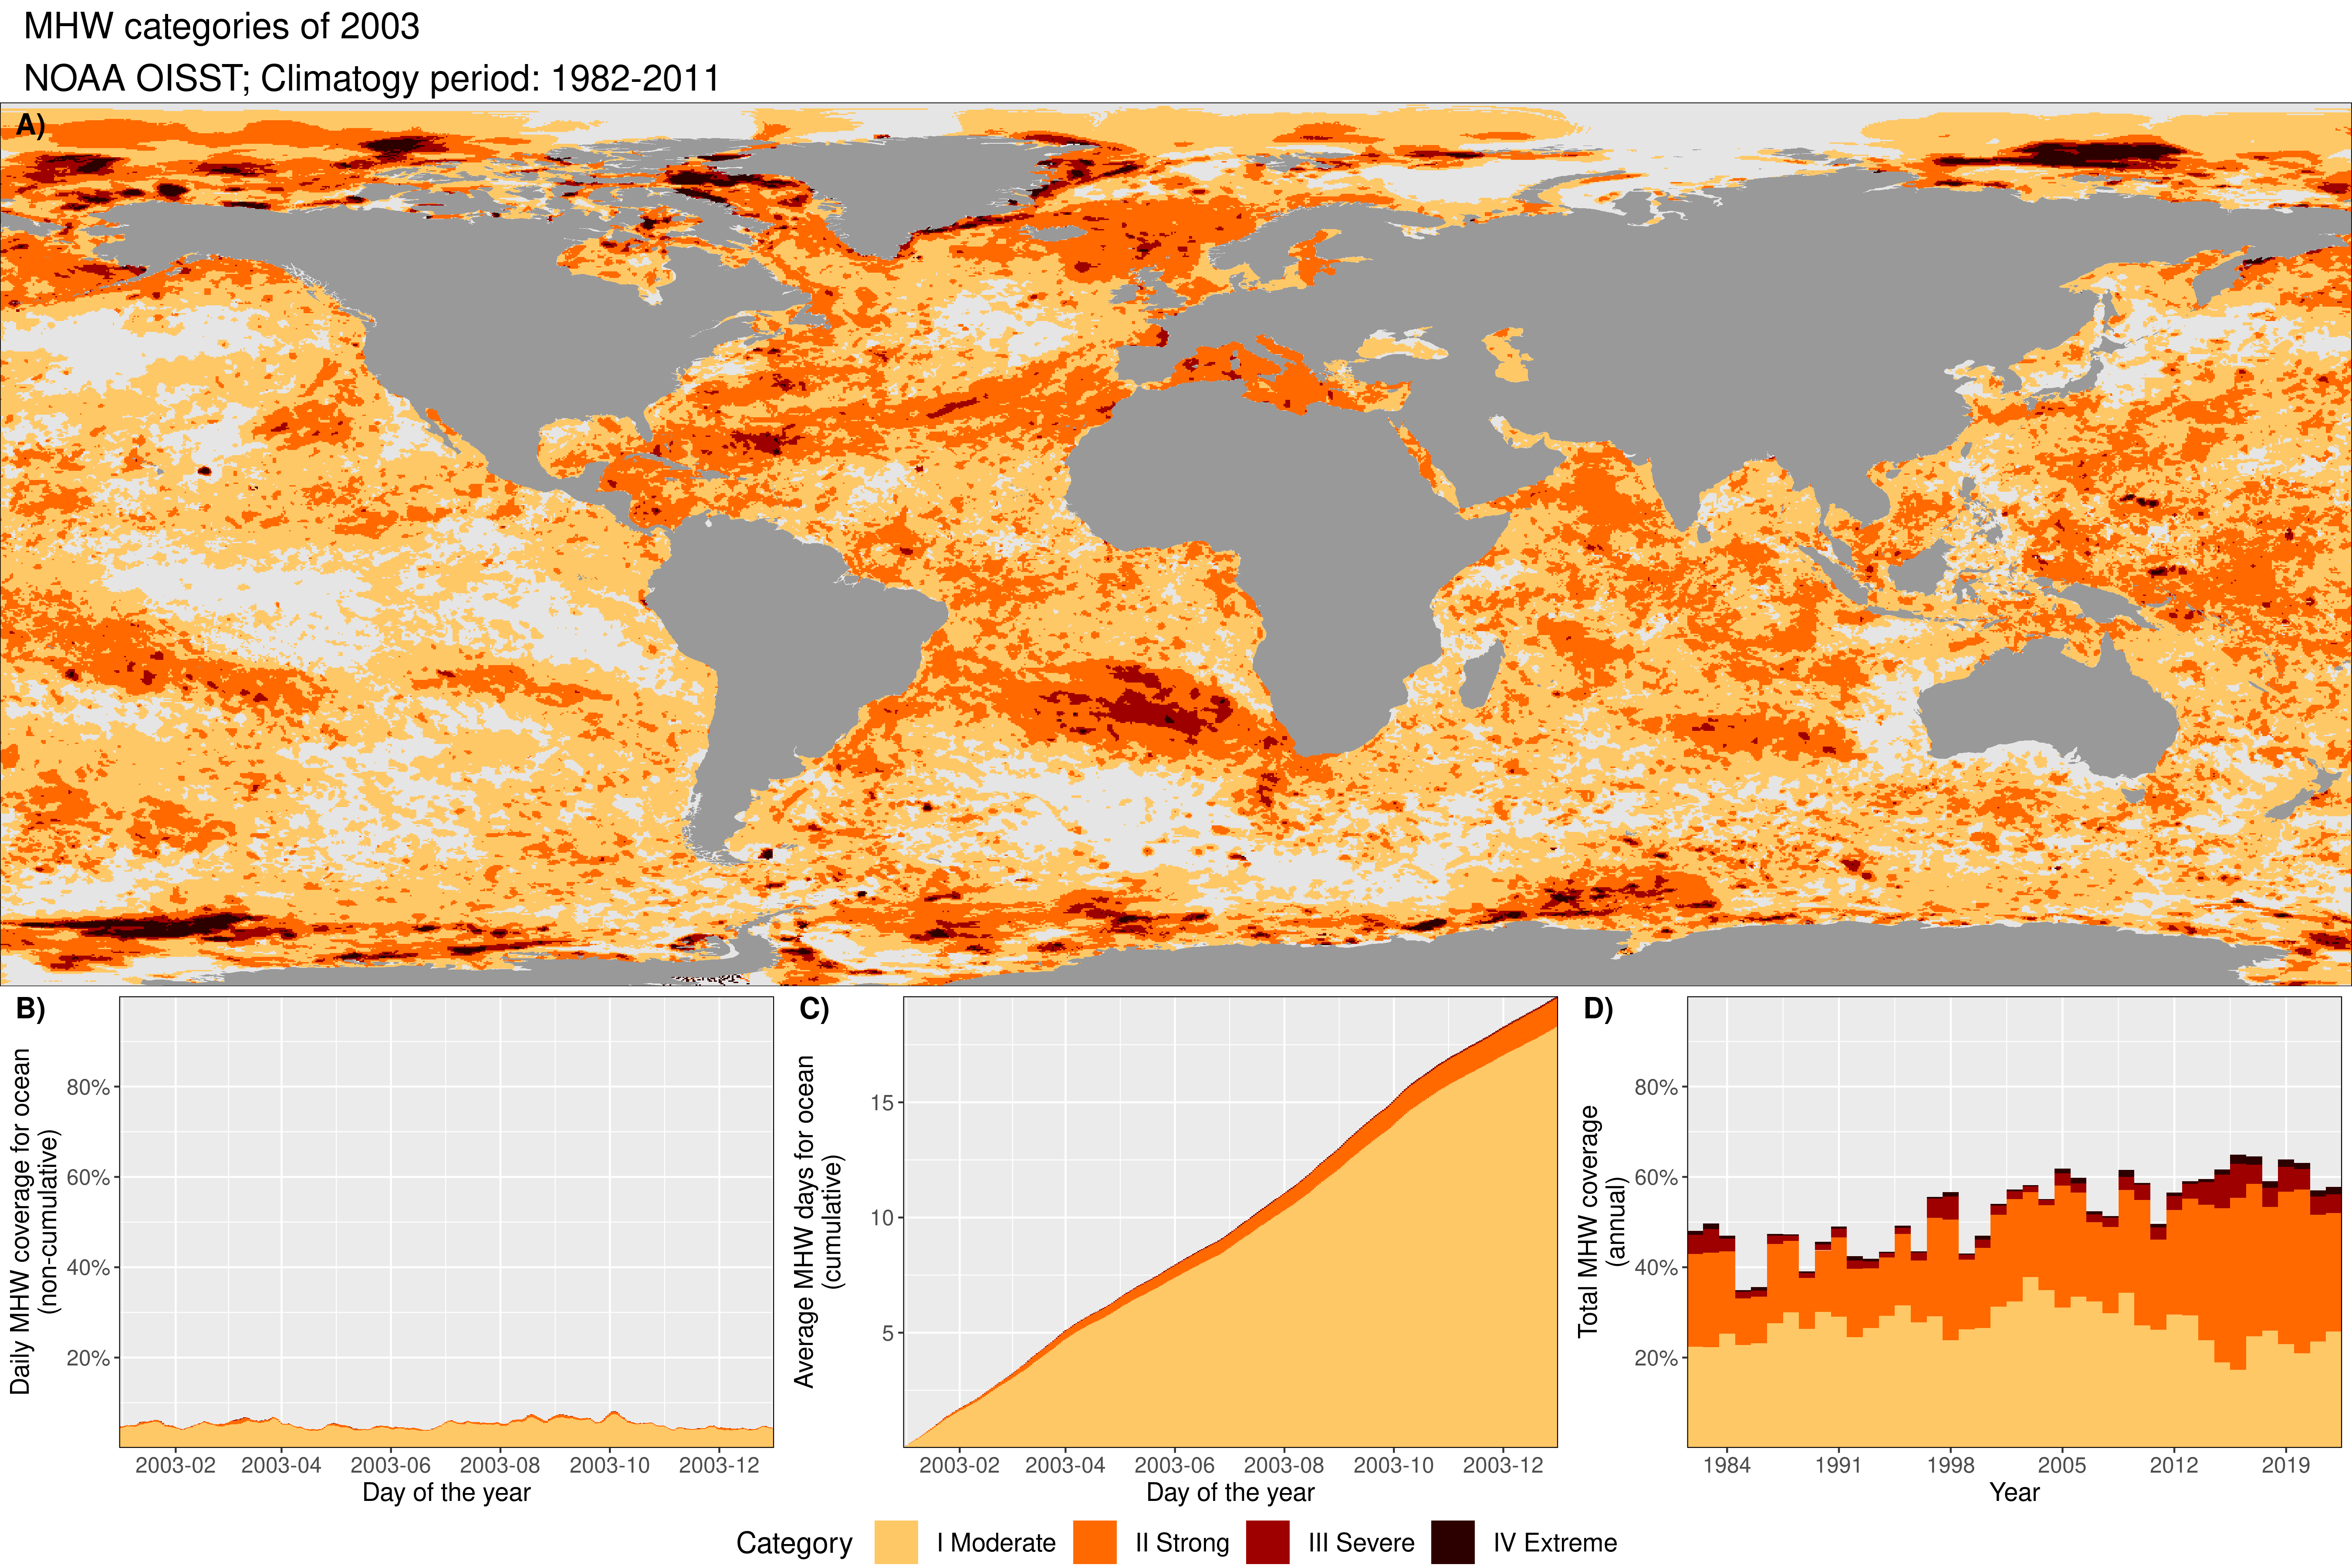 MHW categories of 2003
NOAA OISST; Climatogy period: 1982-2011
A)
B)
Daily MHW coverage for ocean
(non-cumulative)
80%
60%
40%
20%
2003-02 2003-04 2003-06 2003-08 2003-10 2003-12
Day of the year
C)
Average MHW days for ocean
(cumulative)
15
10
5
2003-02 2003-04 2003-06 2003-08 2003-10 2003-12
Day of the year
D)
Total MHW coverage
(annual)
80%
60%
40%
20%
1984 1991 1998 2005 2012 2019
Year
Category I Moderate II Strong III Severe IV Extreme